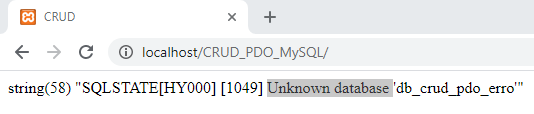 CRUD
localhost/CRUD_PDO_MySQL/
string(58) "SQLSTATE[HY000] [1049] Unknown database 'db_crud_pdo_erro'"